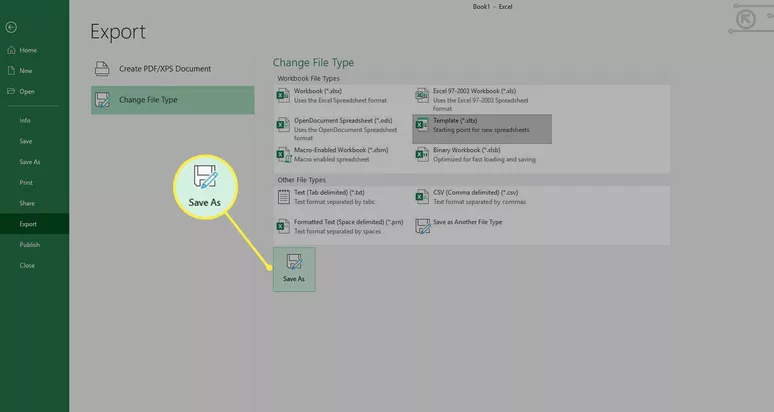 Book1 - Excel
Export
Home
New
Open
Info
Save
Save As
Print
Share
Export
Publish
Close
Create PDF/XPS Document
Change File Type
Change File Type
Workbook File Types
Workbook (*.xlsx)
Uses the Excel Spreadsheet format
Excel 97-2003 Workbook (*.xls)
Uses the Excel 97-2003 Spreadsheet
format
OpenDocument Spreadsheet (*.ods)
Uses the OpenDocument Spreadsheet
format
Template (*.xltx)
Starting point for new spreadsheets
Macro-Enabled Workbook (*.xlsm)
Macro enabled spreadsheet
Binary Workbook (*.xlsb)
Optimized for fast loading and saving
Other File Types
Text (Tab delimited) (*.txt)
Text format separated by tabs
CSV (Comma delimited) (*.csv)
Text format separated by commas
Formatted Text (Space delimited) (*.prn)
Text format separated by spaces
Save as Another File Type
Save As
Save As